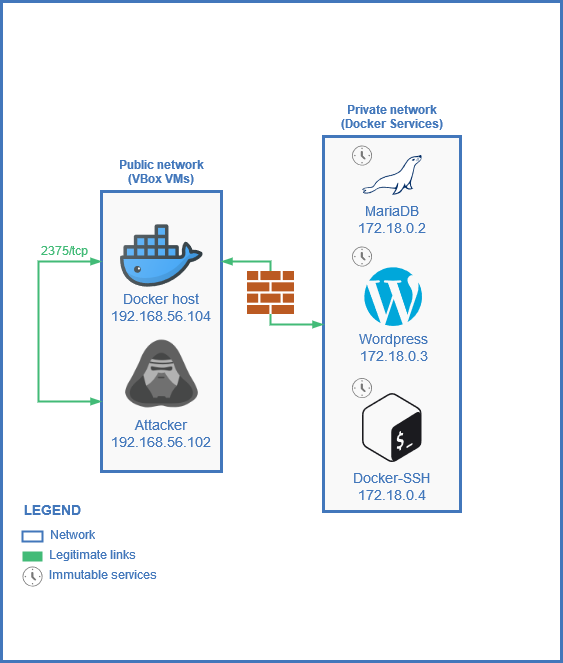 Private network
(Docker Services)
Public network
(VBox VMs)
MariaDB
172.18.0.2
2375/tcp
Docker host
192.168.56.104
Wordpress
172.18.0.3
Attacker
192.168.56.102
$_
Docker-SSH
172.18.0.4
LEGEND
Network
Legitimate links
Immutable services